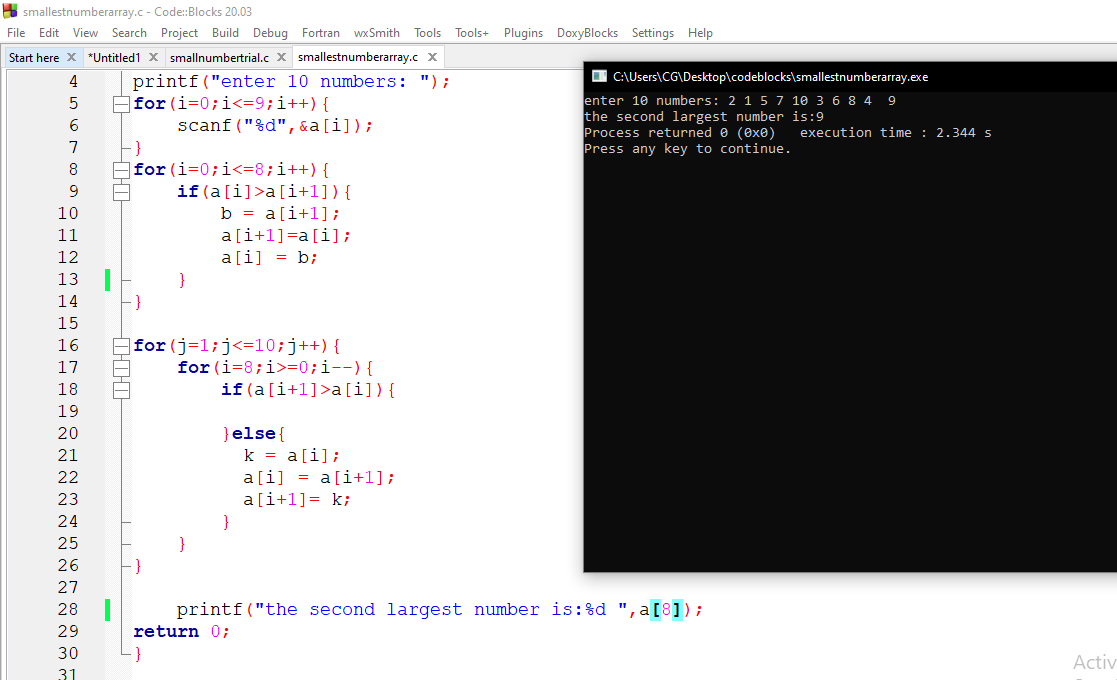 smallestnumberarray.c - Code::Blocks 20.03
File Edit View Search Project Build Debug Fortran wxSmith Tools Tools+ Plugins DoxyBlocks Settings Help
Start here X *Untitled1 X smallnumbertrial.c X smallestnumberarray.c X
4 printf("enter 10 numbers: ");
5 for(i=0;i<=9;i++){
6 scanf("%d",&a[i]);
7 }
8 for(i=0;i<=8;i++){
9 if(a[i]>a[i+1]){
10 b = a[i+1];
11 a[i+1]=a[i];
12 a[i] = b;
13 }
14 }
15
16 for(j=1;j<=10;j++){
17 for(i=8;i>=0;i--){
18 if(a[i+1]>a[i]){
19
20 }else{
21 k = a[i];
22 a[i] = a[i+1];
23 a[i+1]= k;
24 }
25 }
26 }
27
28 printf("the second largest number is:%d ",a[8]);
29 return 0;
30 }
31
C:\Users\CG\Desktop\codeblocks\smallestnumberarray.exe
enter 10 numbers: 2 1 5 7 10 3 6 8 4  9
the second largest number is:9
Process returned 0 (0x0)   execution time : 2.344 s
Press any key to continue.
Activ